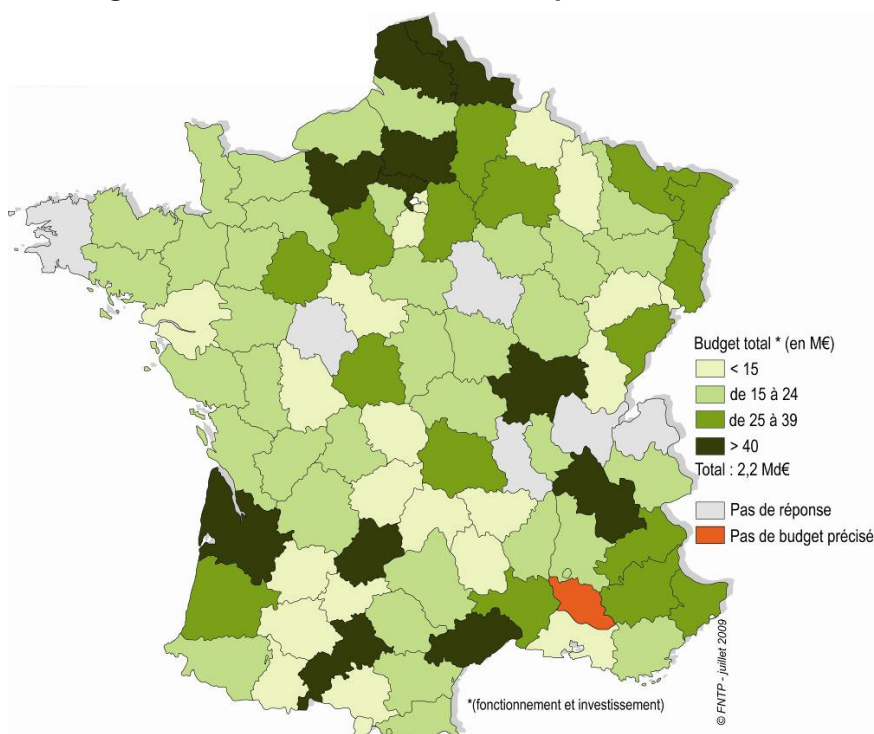 Budget total * (en M€)
< 15
de 15 à 24
de 25 à 39
> 40
Total : 2,2 Md€
Pas de réponse
Pas de budget précisé
*(fonctionnement et investissement)
© FNTP - juillet 2009